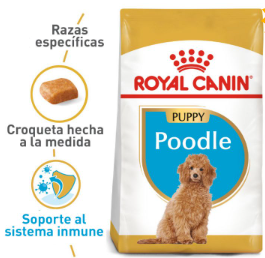 Razas
específicas
Croqueta hecha
a la medida
Soporte al
sistema inmune
ROYAL CANIN
PUPPY
Poodle